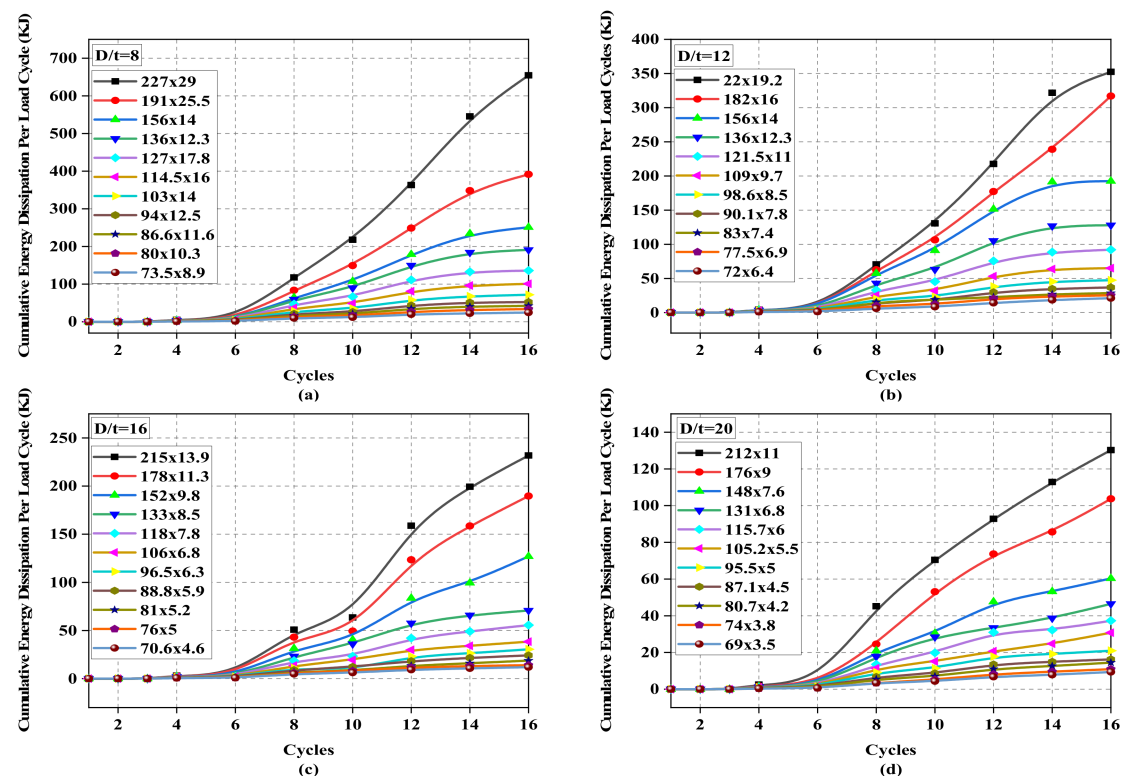 Cumulative Energy Dissipation Per Load Cycle (KJ)
D/t=8
227x29
191x25.5
156x14
136x12.3
127x17.8
114.5x16
103x14
94x12.5
86.6x11.6
80x10.3
73.5x8.9
700
600
500
400
300
200
100
0
2 4 6 8 10 12 14 16
Cycles
(a)
Cumulative Energy Dissipation Per Load Cycles (KJ)
D/t=12
22x19.2
182x16
156x14
136x12.3
121.5x11
109x9.7
98.6x8.5
90.1x7.8
83x7.4
77.5x6.9
72x6.4
400
350
300
250
200
150
100
50
0
2 4 6 8 10 12 14 16
Cycles
(b)
Cumulative Energy Dissipation Per Load Cycle (KJ)
D/t=16
215x13.9
178x11.3
152x9.8
133x8.5
118x7.8
106x6.8
96.5x6.3
88.8x5.9
81x5.2
76x5
70.6x4.6
250
200
150
100
50
0
2 4 6 8 10 12 14 16
Cycles
(c)
Cumulative Energy Dissipation Per Load Cycle (KJ)
D/t=20
212x11
176x9
148x7.6
131x6.8
115.7x6
105.2x5.5
95.5x5
87.1x4.5
80.7x4.2
74x3.8
69x3.5
140
120
100
80
60
40
20
0
2 4 6 8 10 12 14 16
Cycles
(d)